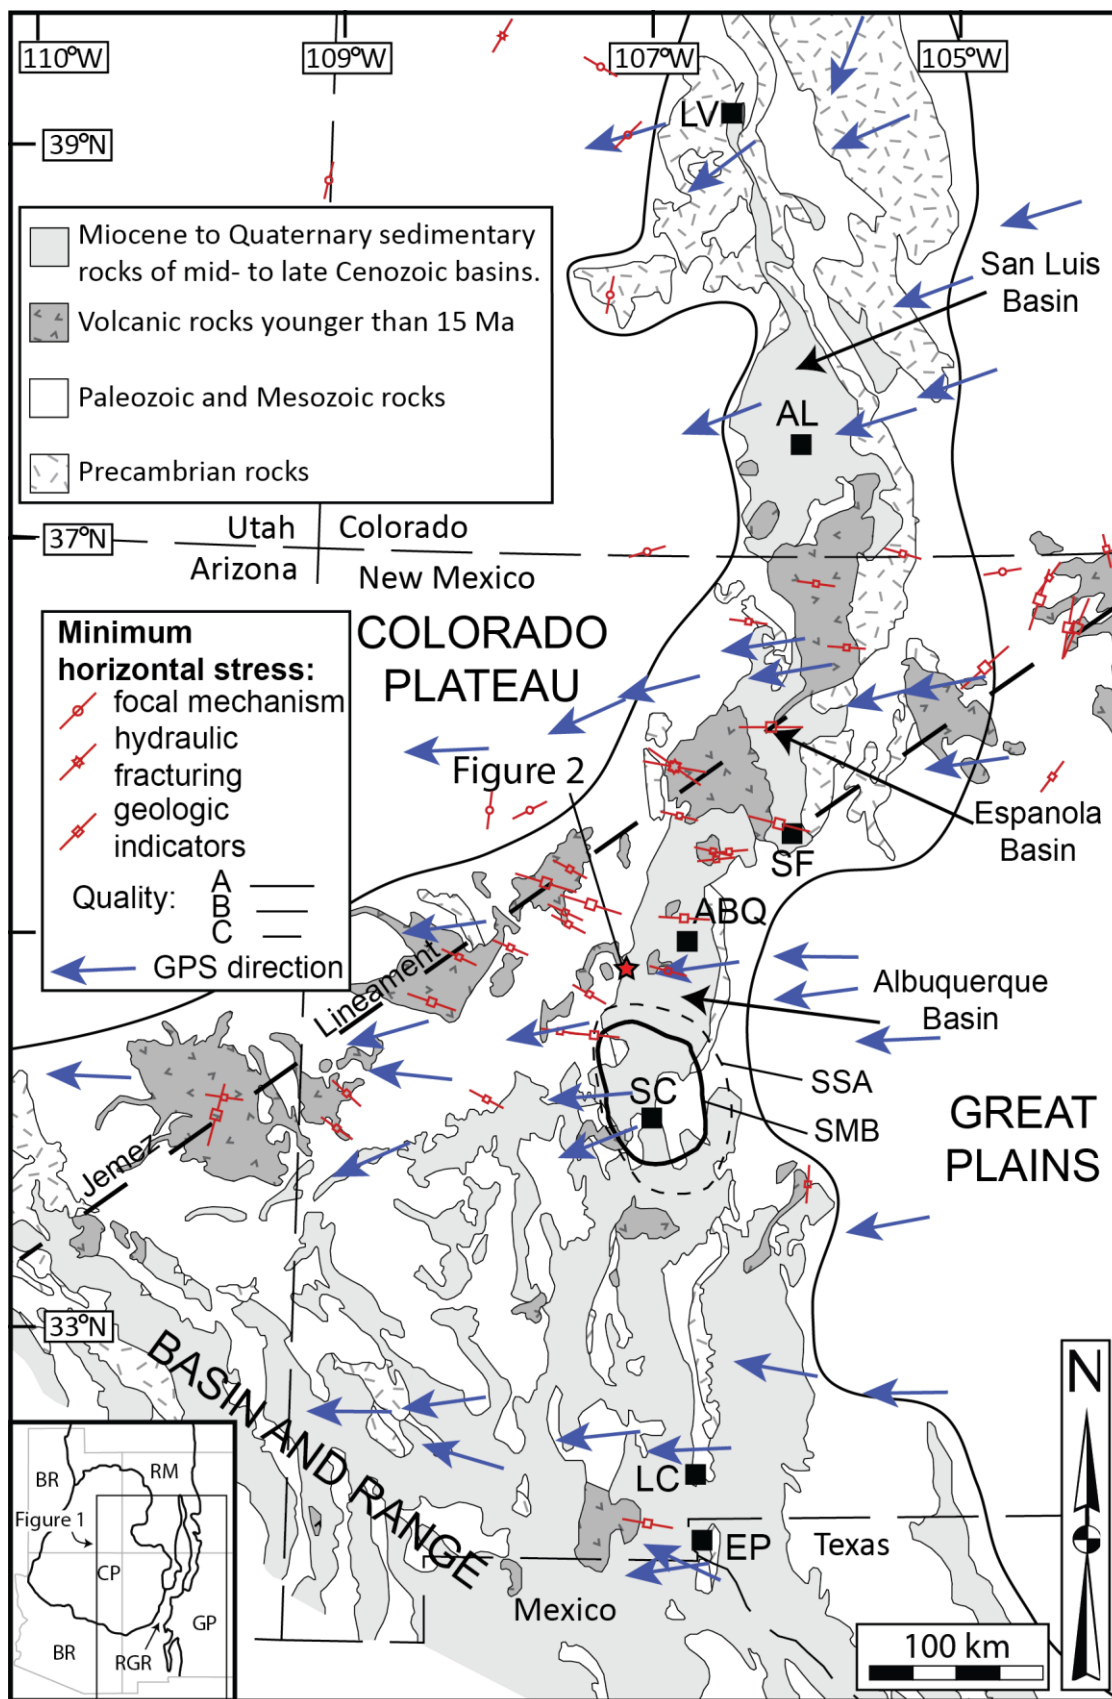 110°W
109°W
107°W
105°W
LV
39°N
Miocene to Quaternary sedimentary
rocks of mid- to late Cenozoic basins.
Volcanic rocks younger than 15 Ma
Paleozoic and Mesozoic rocks
Precambrian rocks
San Luis
Basin
AL
Utah
Colorado
37°N
Arizona
New Mexico
Minimum
horizontal stress:
focal mechanism
hydraulic
fracturing
geologic
indicators
Quality:
A
B
C
GPS direction
COLORADO
PLATEAU
Figure 2
Espanola
Basin
SF
ABQ
Albuquerque
Basin
Lineament
Jemez
SSA
SC
SMB
GREAT
PLAINS
33°N
BASIN AND RANGE
N
LC
EP
Texas
Mexico
100 km
BR
RM
Figure 1
CP
GP
BR
RGR